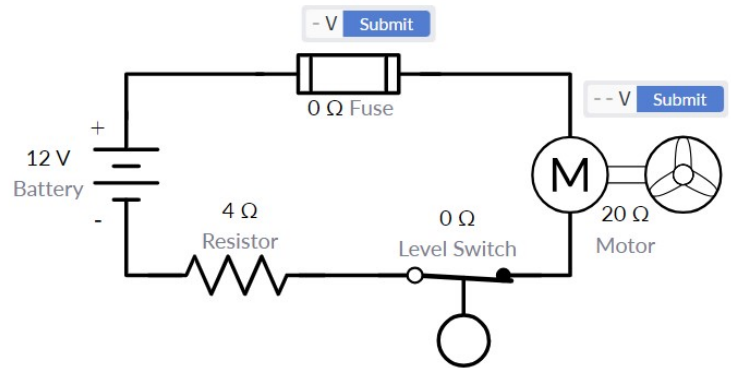 - V Submit
0 Ω Fuse
-- V Submit
+
12 V
Battery
-
4 Ω
Resistor
0 Ω
Level Switch
M
20 Ω
Motor